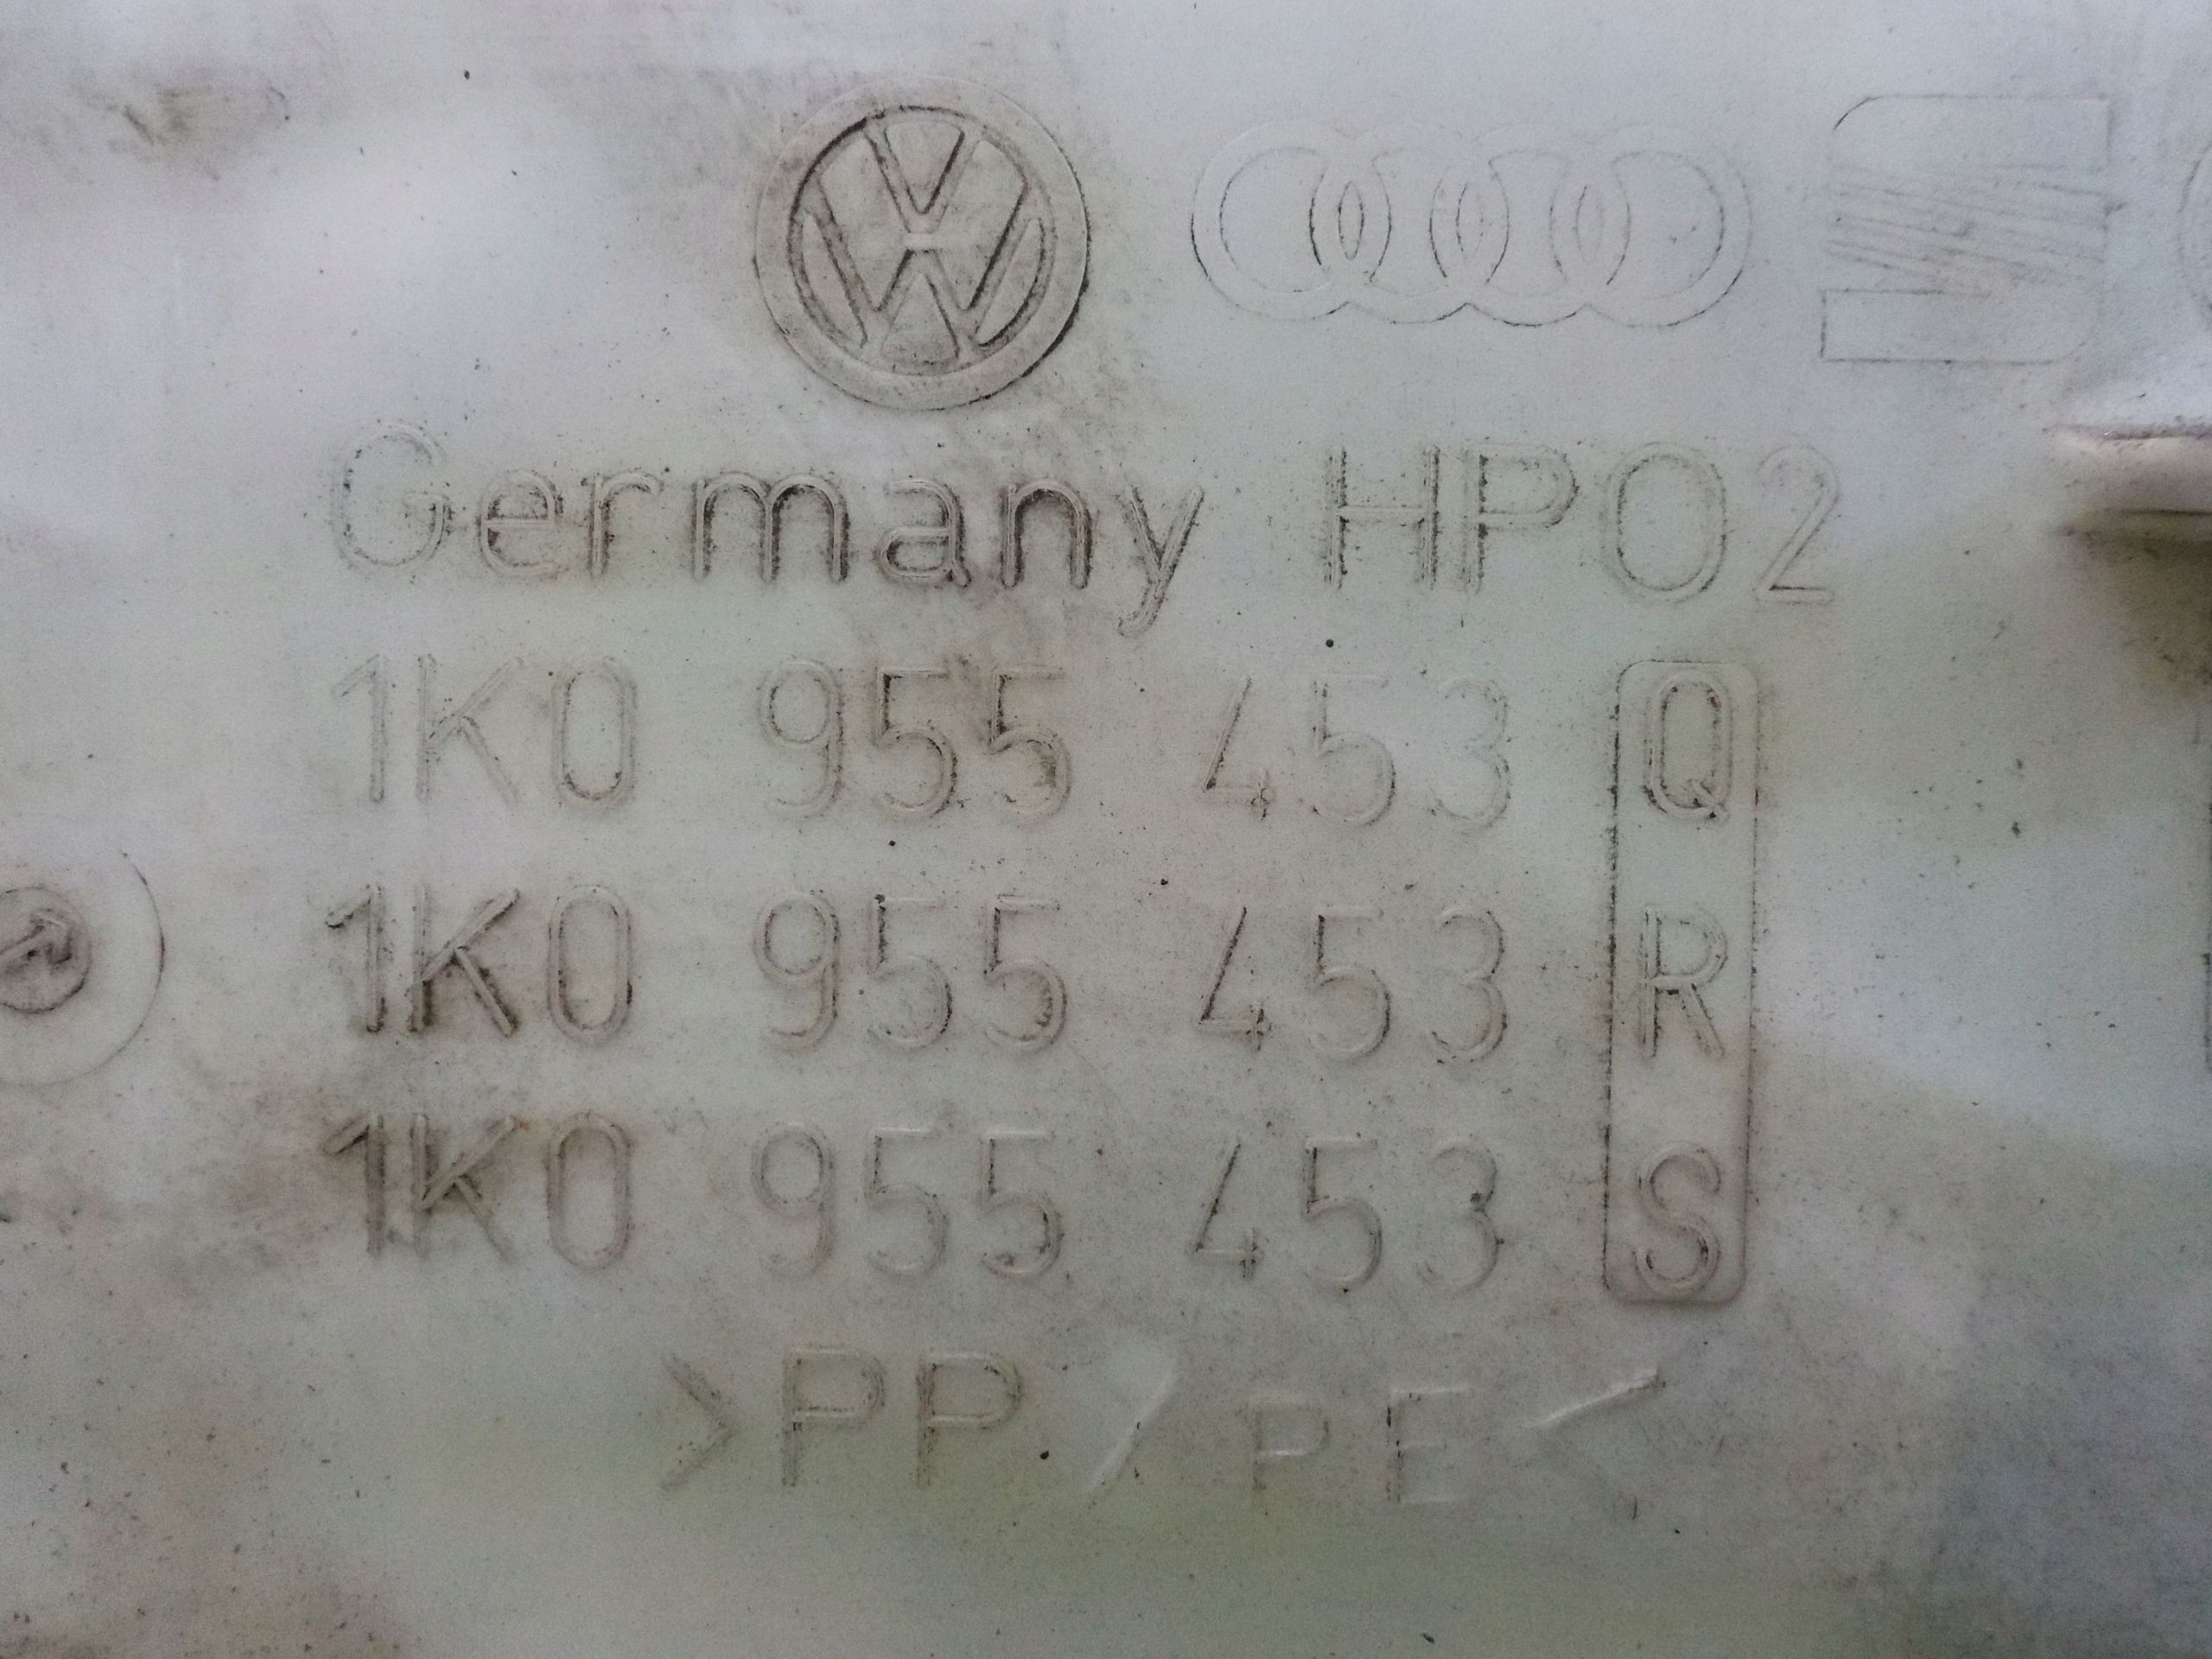 Germany HP02
1K0 955 453 Q
1K0 955 453 R
1K0 955 453 S
>PP/PE<